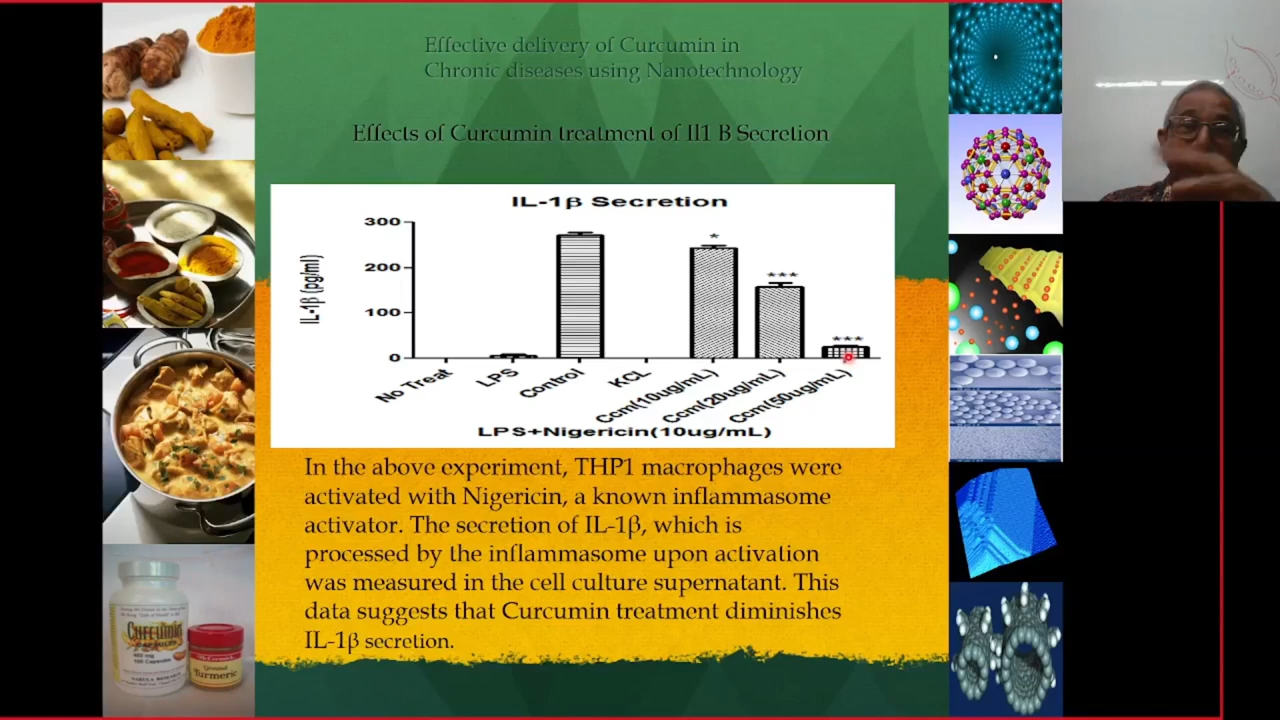 Effective delivery of Curcumin in
Chronic diseases using Nanotechnology
Effects of Curcumin treatment of Il1 B Secretion
IL-1β Secretion
IL-1β (pg/ml)
300
200
100
0
*
***
***
No Treat
LPS
Control
KCL
Ccm(10ug/mL)
Ccm(20ug/mL)
Ccm(50ug/mL)
LPS+Nigericin(10ug/mL)
In the above experiment, THP1 macrophages were
activated with Nigericin, a known inflammasome
activator. The secretion of IL-1β, which is
processed by the inflammasome upon activation
was measured in the cell culture supernatant. This
data suggests that Curcumin treatment diminishes
IL-1β secretion.
Curcumin
CAPSULES
Ground
Turmeric